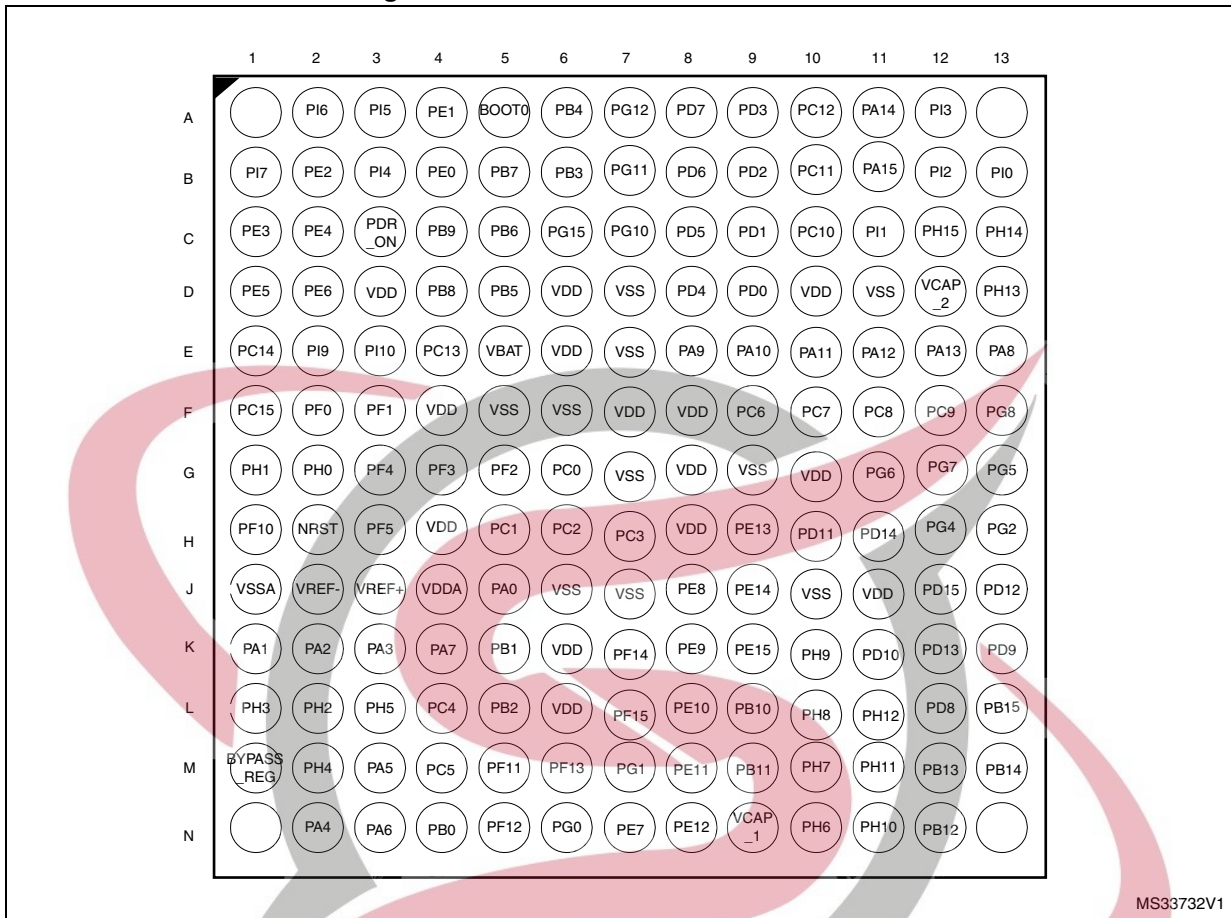 1 2 3 4 5 6 7 8 9 10 11 12 13
A PI6 PI5 PE1 BOOT0 PB4 PG12 PD7 PD3 PC12 PA14 PI3
B PI7 PE2 PI4 PE0 PB7 PB3 PG11 PD6 PD2 PC11 PA15 PI2 PI0
C PE3 PE4 PDR_ON PB9 PB6 PG15 PG10 PD5 PD1 PC10 PI1 PH15 PH14
D PE5 PE6 VDD PB8 PB5 VDD VSS PD4 PD0 VDD VSS VCAP_2 PH13
E PC14 PI9 PI10 PC13 VBAT VDD VSS PA9 PA10 PA11 PA12 PA13 PA8
F PC15 PF0 PF1 VDD VSS VSS VDD VDD PC6 PC7 PC8 PC9 PG8
G PH1 PH0 PF4 PF3 PF2 PC0 VSS VDD VSS VDD PG6 PG7 PG5
H PF10 NRST PF5 VDD PC1 PC2 PC3 VDD PE13 PD11 PD14 PG4 PG2
J VSSA VREF- VREF+ VDDA PA0 VSS VSS PE8 PE14 VSS VDD PD15 PD12
K PA1 PA2 PA3 PA7 PB1 VDD PF14 PE9 PE15 PH9 PD10 PD13 PD9
L PH3 PH2 PH5 PC4 PB2 VDD PF15 PE10 PB10 PH8 PH12 PD8 PB15
M BYPASS_REG PH4 PA5 PC5 PF11 PF13 PG1 PE11 PB11 PH7 PH11 PB13 PB14
N PA4 PA6 PB0 PF12 PG0 PE7 PE12 VCAP_1 PH6 PH10 PB12
MS33732V1